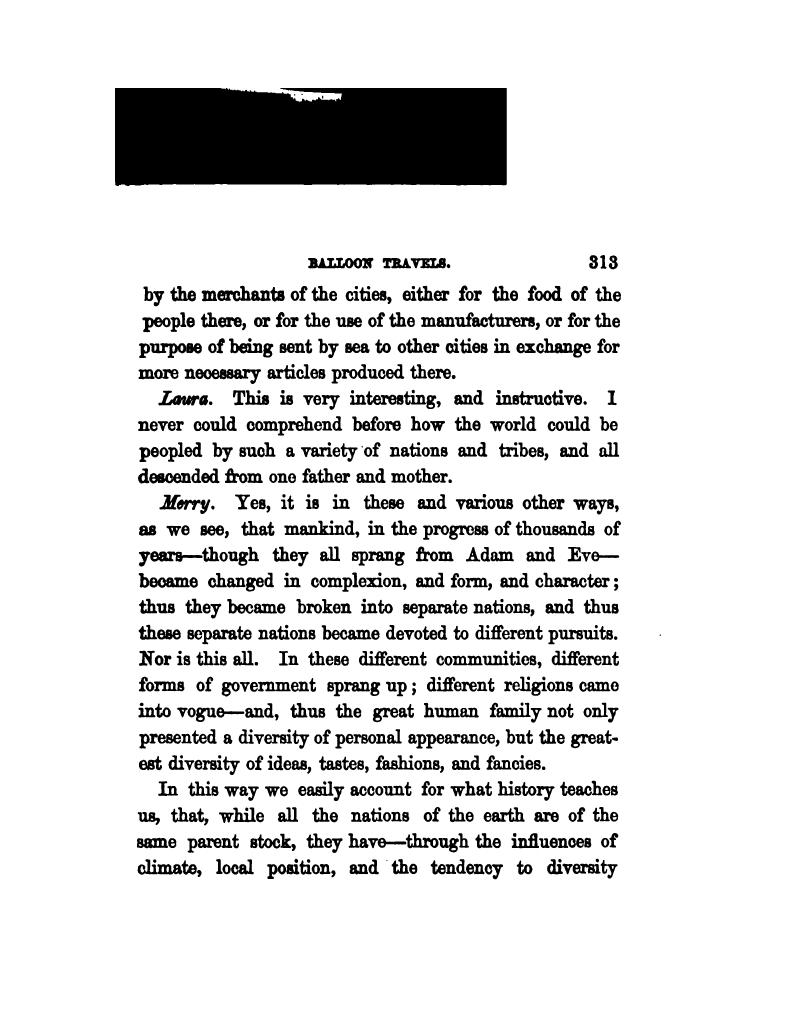 BALLOON TRAVELS. 313
by the merchants of the cities, either for the food of the
people there, or for the use of the manufacturers, or for the
purpose of being sent by sea to other cities in exchange for
more necessary articles produced there.
Laura. This is very interesting, and instructive. I
never could comprehend before how the world could be
peopled by such a variety of nations and tribes, and all
descended from one father and mother.
Merry. Yes, it is in these and various other ways,
as we see, that mankind, in the progress of thousands of
years—though they all sprang from Adam and Eve—
became changed in complexion, and form, and character;
thus they became broken into separate nations, and thus
these separate nations became devoted to different pursuits.
Nor is this all. In these different communities, different
forms of government sprang up; different religions came
into vogue—and, thus the great human family not only
presented a diversity of personal appearance, but the great-
est diversity of ideas, tastes, fashions, and fancies.
In this way we easily account for what history teaches
us, that, while all the nations of the earth are of the
same parent stock, they have—through the influences of
climate, local position, and the tendency to diversity